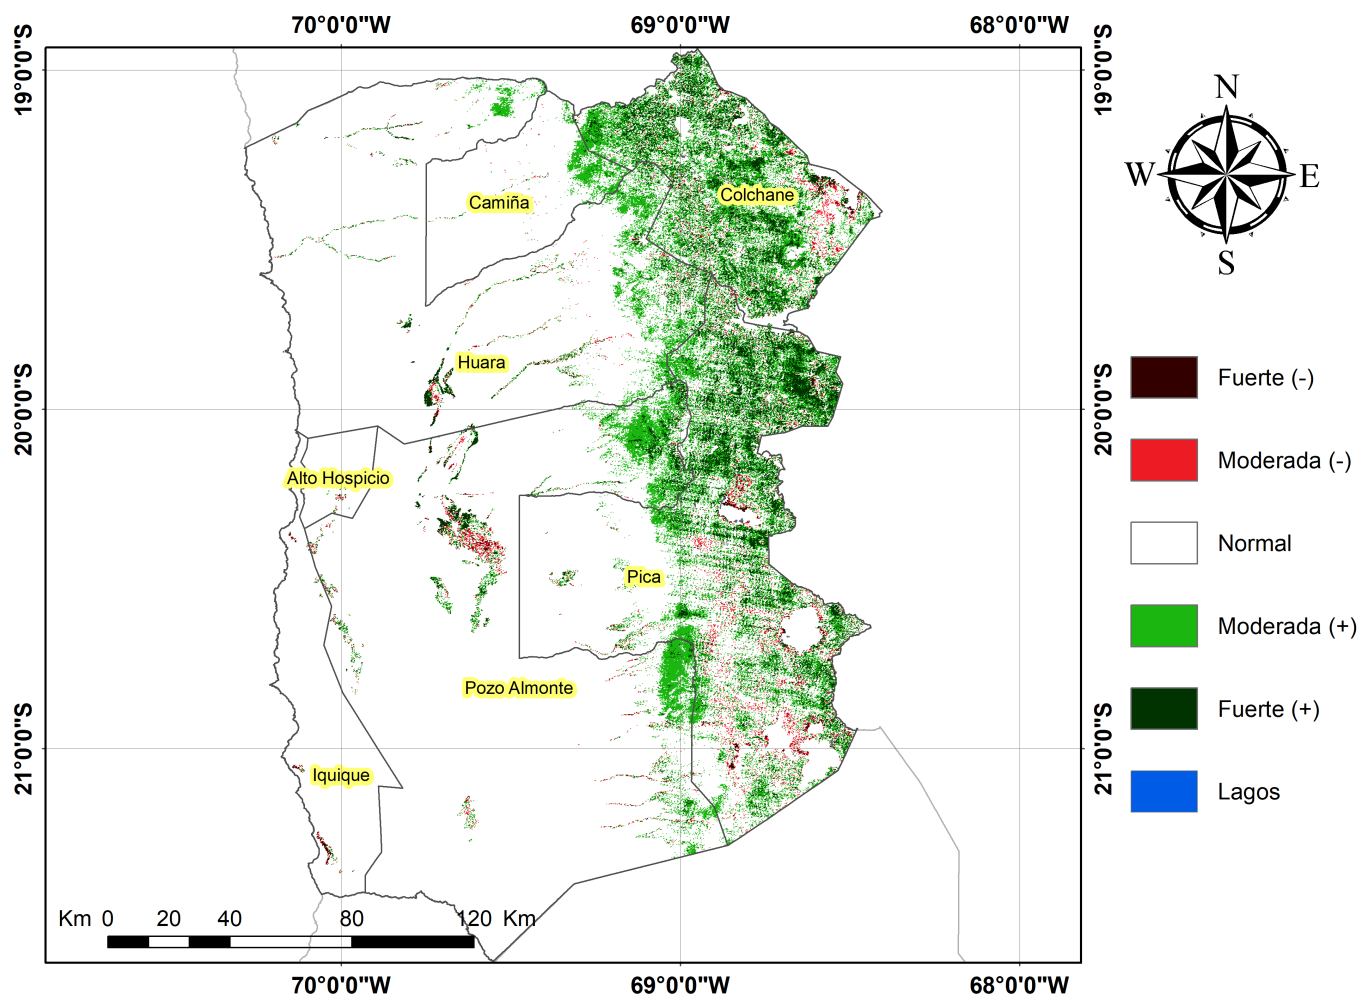 70°0'0"W 69°0'0"W 68°0'0"W
19°0'0"S
19°0'0"S
N
W
E
S
Camiña
Colchane
Huara
20°0'0"S
20°0'0"S
Fuerte (-)
Moderada (-)
Alto Hospicio
Normal
Pica
Moderada (+)
Pozo Almonte
Fuerte (+)
21°0'0"S
21°0'0"S
Iquique
Lagos
Km 0 20 40 80 120 Km
70°0'0"W 69°0'0"W 68°0'0"W